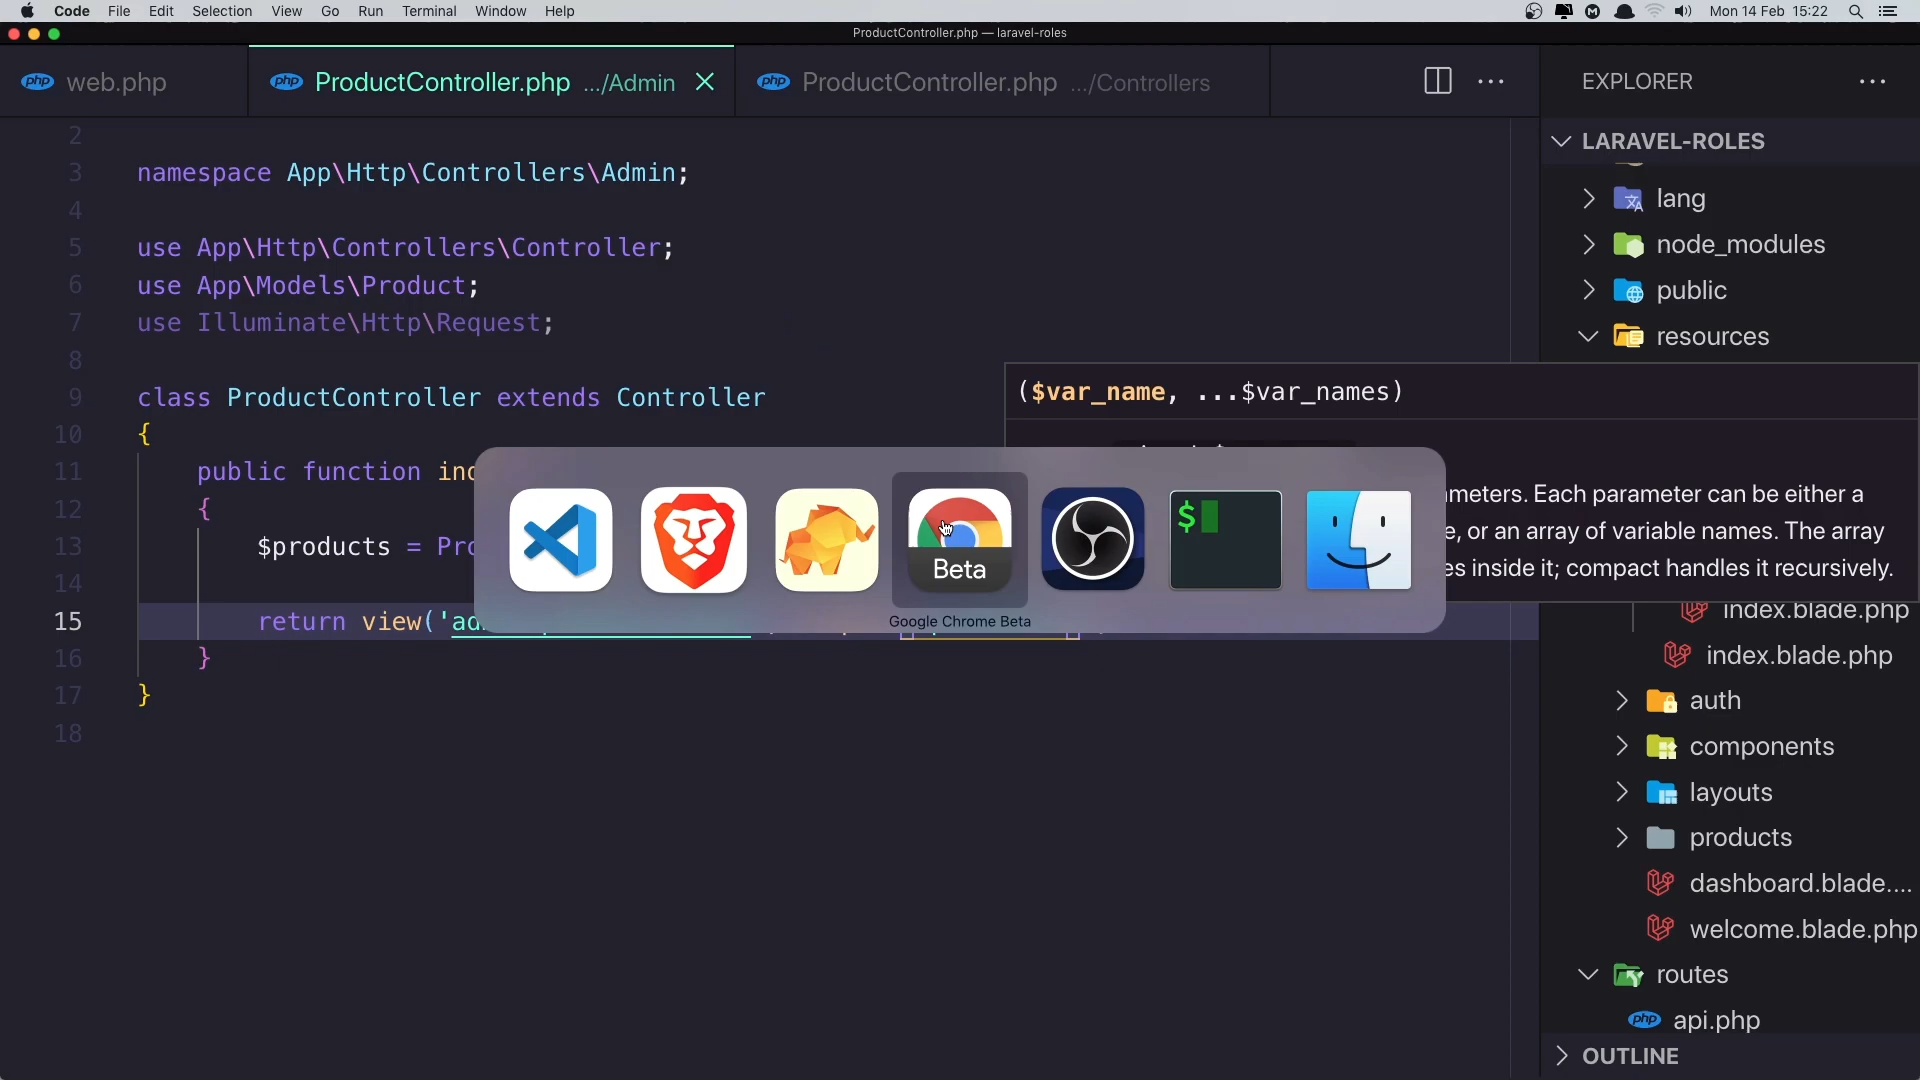 Code File Edit Selection View Go Run Terminal Window Help Mon 14 Feb 15:22
ProductController.php — laravel-roles
php web.php
php ProductController.php .../Admin
php ProductController.php .../Controllers
EXPLORER
LARAVEL-ROLES
lang
node_modules
public
resources
index.blade.php
index.blade.php
auth
components
layouts
products
dashboard.blade....
welcome.blade.php
routes
php api.php
OUTLINE
2
3 namespace App\Http\Controllers\Admin;
4
5 use App\Http\Controllers\Controller;
6 use App\Models\Product;
7 use Illuminate\Http\Request;
8
9 class ProductController extends Controller
10 {
11 public function ind
12 {
13 $products = Pro
14
15 return view('ad
16 }
17 }
18
($var_name, ...$var_names)
meters. Each parameter can be either a
e, or an array of variable names. The array
es inside it; compact handles it recursively.
Beta
$
Google Chrome Beta